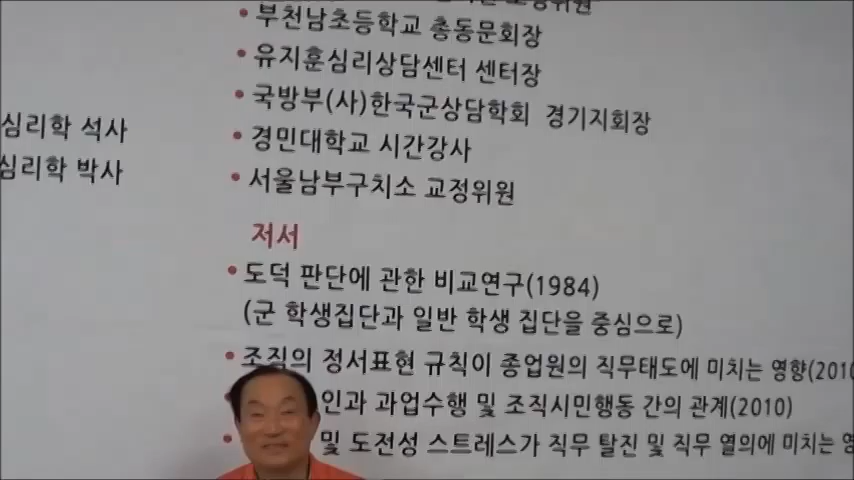 • 부천남초등학교 총동문회장
• 유지훈심리상담센터 센터장
• 국방부(사)한국군상담학회 경기지회장
심리학 석사
• 경민대학교 시간강사
심리학 박사
• 서울남부구치소 교정위원
저서
• 도덕 판단에 관한 비교연구(1984)
(군 학생집단과 일반 학생 집단을 중심으로)
• 조직의 정서표현 규칙이 종업원의 직무태도에 미치는 영향(2010
인과 과업수행 및 조직시민행동 간의 관계(2010)
• 및 도전성 스트레스가 직무 탈진 및 직무 열의에 미치는